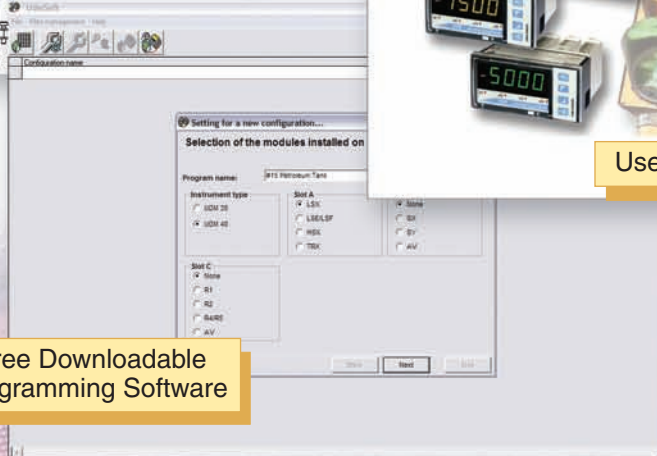 UdmSoft
File Files management Help
Configuration name
-1500
-5000
Use
Setting for a new configuration...
Selection of the modules installed on
Program name:
#15 Petroleum Tank
Instrument type
UDM 35
UDM 40
Slot A
LSX
LSE/LSF
HSX
TRX
None
SX
SY
AV
Slot C
None
R1
R2
R4/R5
AV
Next
ree Downloadable
gramming Software